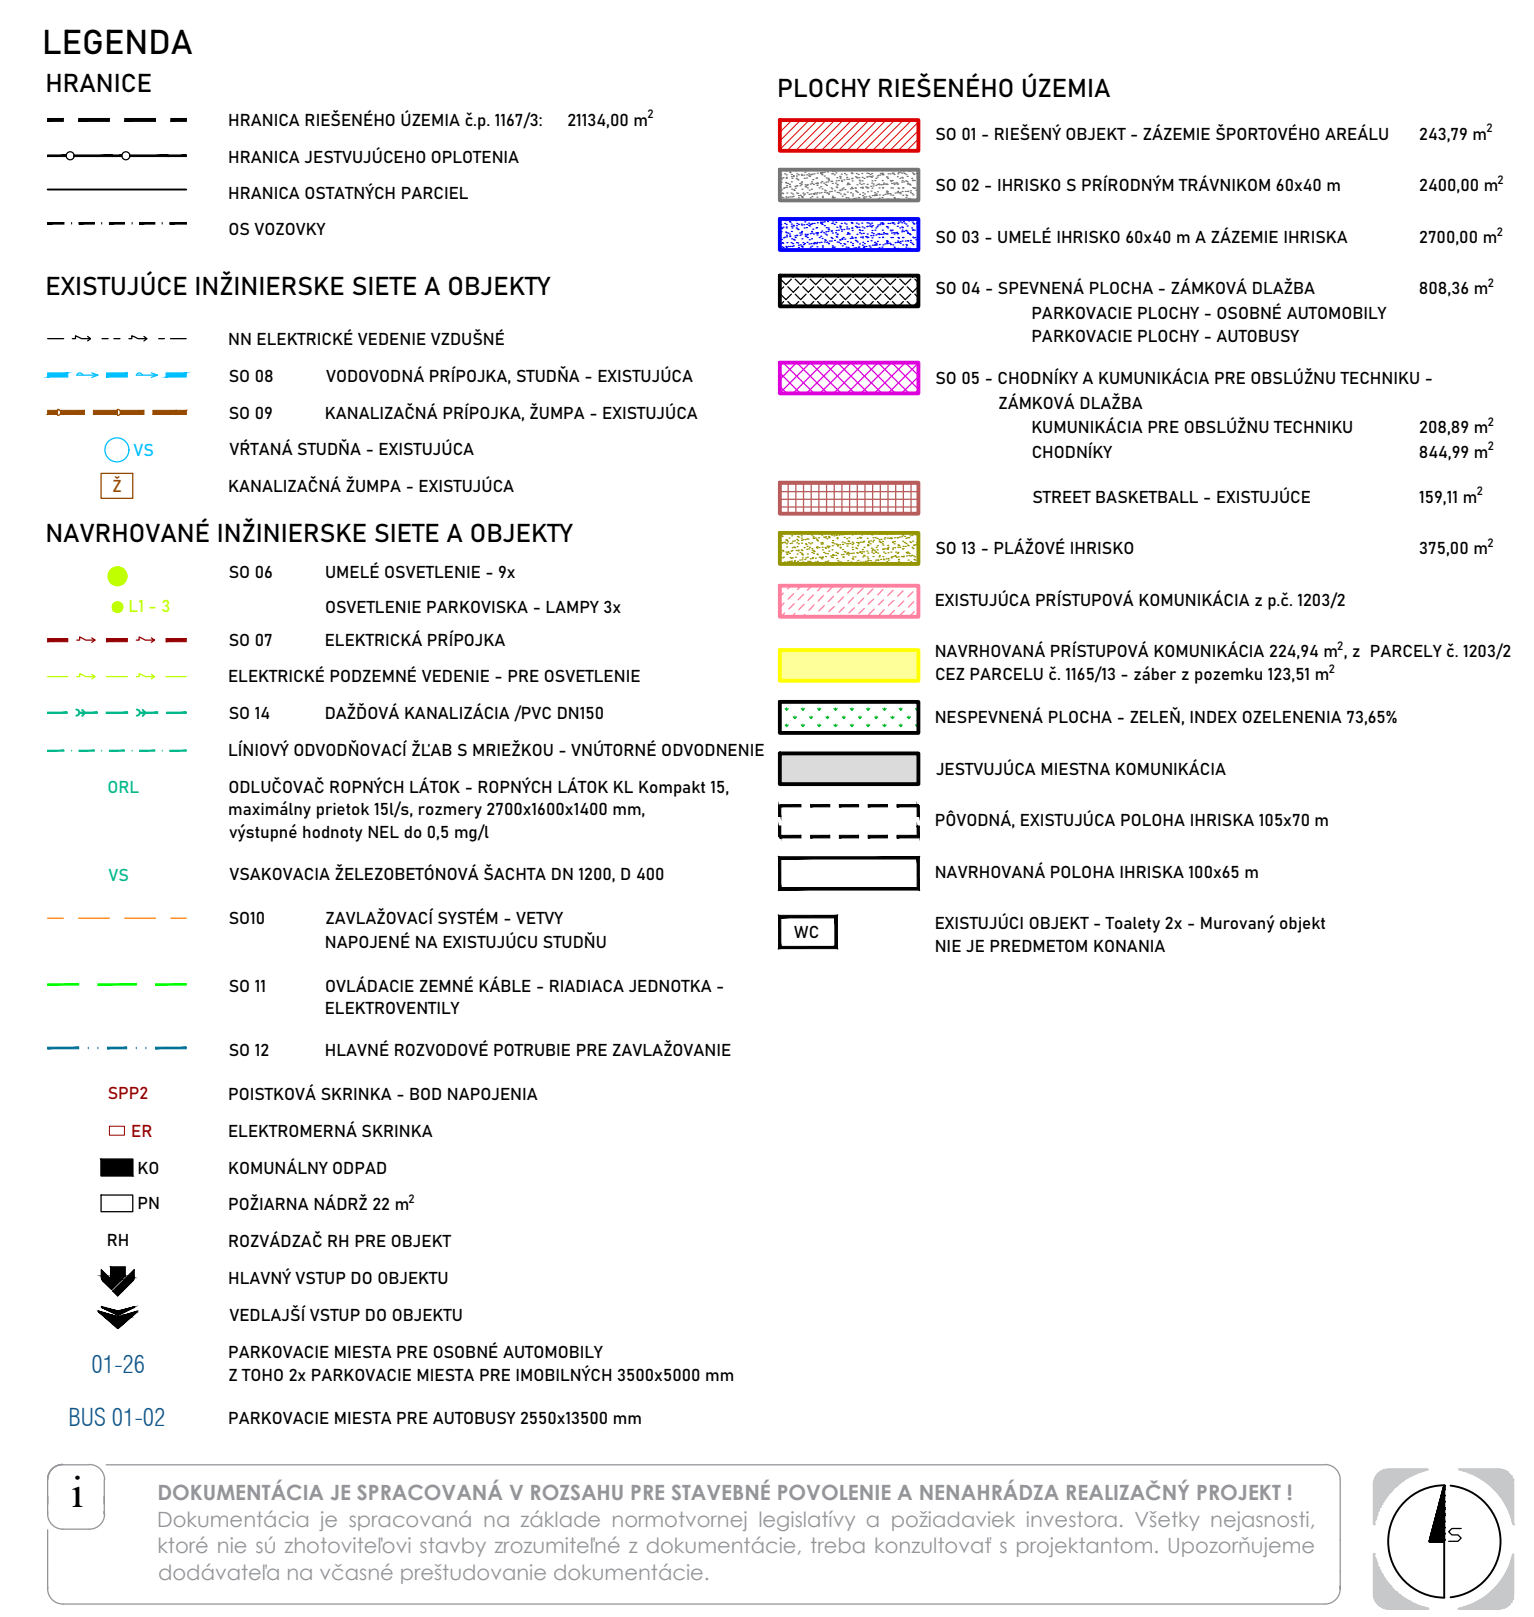 LEGENDA
HRANICE
HRANICA RIEŠENÉHO ÚZEMIA č.p. 1167/3: 21134,00 m²
HRANICA JESTVUJÚCEHO OPLOTENIA
HRANICA OSTATNÝCH PARCIEL
OS VOZOVKY
EXISTUJÚCE INŽINIERSKE SIETE A OBJEKTY
NN ELEKTRICKÉ VEDENIE VZDUŠNÉ
SO 08 VODOVODNÁ PRÍPOJKA, STUDŇA - EXISTUJÚCA
SO 09 KANALIZAČNÁ PRÍPOJKA, ŽUMPA - EXISTUJÚCA
VS VŔTANÁ STUDŇA - EXISTUJÚCA
Ž KANALIZAČNÁ ŽUMPA - EXISTUJÚCA
NAVRHOVANÉ INŽINIERSKE SIETE A OBJEKTY
SO 06 UMELÉ OSVETLENIE - 9x
L1 - 3 OSVETLENIE PARKOVISKA - LAMPY 3x
SO 07 ELEKTRICKÁ PRÍPOJKA
ELEKTRICKÉ PODZEMNÉ VEDENIE - PRE OSVETLENIE
SO 14 DAŽĎOVÁ KANALIZÁCIA /PVC DN150
LÍNIOVÝ ODVODŇOVACÍ ŽĽAB S MRIEŽKOU - VNÚTORNÉ ODVODNENIE
ORL ODLUČOVAČ ROPNÝCH LÁTOK - ROPNÝCH LÁTOK KL Kompakt 15,
maximálny prietok 15l/s, rozmery 2700x1600x1400 mm,
výstupné hodnoty NEL do 0,5 mg/l
VS VSAKOVACIA ŽELEZOBETÓNOVÁ ŠACHTA DN 1200, D 400
SO10 ZAVLAŽOVACÍ SYSTÉM - VETVY
NAPOJENÉ NA EXISTUJÚCU STUDŇU
SO 11 OVLÁDACIE ZEMNÉ KÁBLE - RIADIACA JEDNOTKA -
ELEKTROVENTILY
SO 12 HLAVNÉ ROZVODOVÉ POTRUBIE PRE ZAVLAŽOVANIE
SPP2 POISTKOVÁ SKRINKA - BOD NAPOJENIA
ER ELEKTROMERNÁ SKRINKA
KO KOMUNÁLNY ODPAD
PN POŽIARNA NÁDRŽ 22 m²
RH ROZVÁDZAČ RH PRE OBJEKT
HLAVNÝ VSTUP DO OBJEKTU
VEDLAJŠÍ VSTUP DO OBJEKTU
01-26 PARKOVACIE MIESTA PRE OSOBNÉ AUTOMOBILY
Z TOHO 2x PARKOVACIE MIESTA PRE IMOBILNÝCH 3500x5000 mm
BUS 01-02 PARKOVACIE MIESTA PRE AUTOBUSY 2550x13500 mm
PLOCHY RIEŠENÉHO ÚZEMIA
SO 01 - RIEŠENÝ OBJEKT - ZÁZEMIE ŠPORTOVÉHO AREÁLU 243,79 m²
SO 02 - IHRISKO S PRÍRODNÝM TRÁVNIKOM 60x40 m 2400,00 m²
SO 03 - UMELÉ IHRISKO 60x40 m A ZÁZEMIE IHRISKA 2700,00 m²
SO 04 - SPEVNENÁ PLOCHA - ZÁMKOVÁ DLAŽBA 808,36 m²
PARKOVACIE PLOCHY - OSOBNÉ AUTOMOBILY
PARKOVACIE PLOCHY - AUTOBUSY
SO 05 - CHODNÍKY A KUMUNIKÁCIA PRE OBSLÚŽNU TECHNIKU -
ZÁMKOVÁ DLAŽBA
KUMUNIKÁCIA PRE OBSLÚŽNU TECHNIKU 208,89 m²
CHODNÍKY 844,99 m²
STREET BASKETBALL - EXISTUJÚCE 159,11 m²
SO 13 - PLÁŽOVÉ IHRISKO 375,00 m²
EXISTUJÚCA PRÍSTUPOVÁ KOMUNIKÁCIA z p.č. 1203/2
NAVRHOVANÁ PRÍSTUPOVÁ KOMUNIKÁCIA 224,94 m², z PARCELY č. 1203/2
CEZ PARCELU č. 1165/13 - záber z pozemku 123,51 m²
NESPEVNENÁ PLOCHA - ZELEŇ, INDEX OZELENENIA 73,65%
JESTVUJÚCA MIESTNA KOMUNIKÁCIA
PÔVODNÁ, EXISTUJÚCA POLOHA IHRISKA 105x70 m
NAVRHOVANÁ POLOHA IHRISKA 100x65 m
WC EXISTUJÚCI OBJEKT - Toalety 2x - Murovaný objekt
NIE JE PREDMETOM KONANIA
i
DOKUMENTÁCIA JE SPRACOVANÁ V ROZSAHU PRE STAVEBNÉ POVOLENIE A NENAHRÁDZA REALIZAČNÝ PROJEKT !
Dokumentácia je spracovaná na základe normotvornej legislatívy a požiadaviek investora. Všetky nejasnosti,
ktoré nie sú zhotoviteľovi stavby zrozumiteľné z dokumentácie, treba konzultovať s projektantom. Upozorňujeme
dodávateľa na včasné preštudovanie dokumentácie.
S